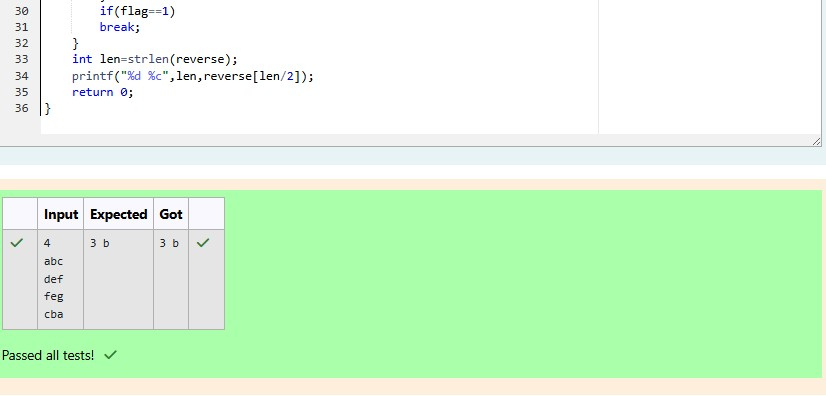 30 if(flag==1)
31 break;
32 }
33 int len=strlen(reverse);
34 printf("%d %c",len,reverse[len/2]);
35 return 0;
36 }
Input Expected Got
4 3 b 3 b
abc
def
feg
cba
Passed all tests!